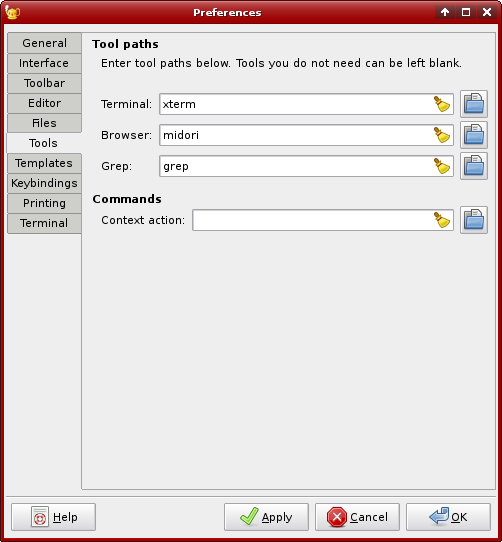 Preferences
General
Interface
Toolbar
Editor
Files
Tools
Templates
Keybindings
Printing
Terminal
Tool paths
Enter tool paths below. Tools you do not need can be left blank.
Terminal: xterm
Browser: midori
Grep: grep
Commands
Context action:
Help Apply Cancel OK